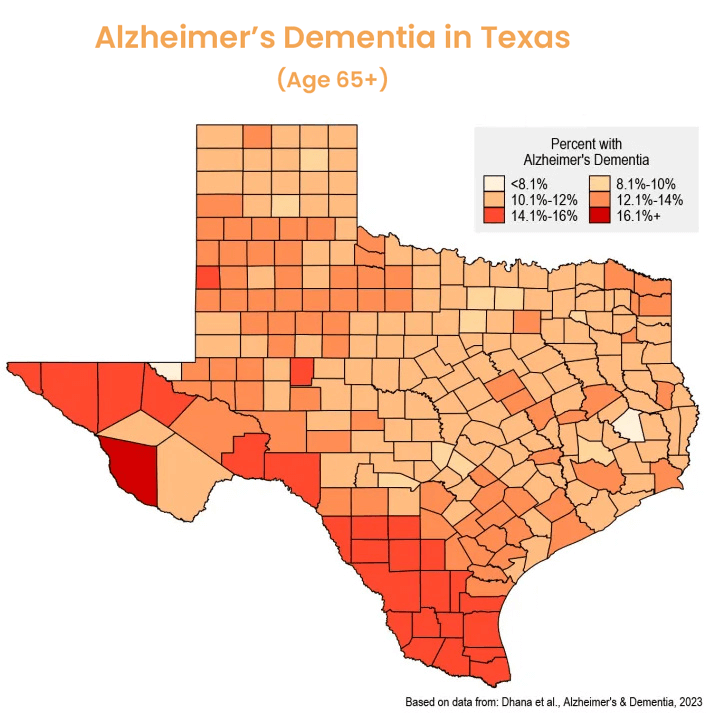 Alzheimer’s Dementia in Texas
(Age 65+)
Percent with
Alzheimer's Dementia
<8.1% 8.1%-10%
10.1%-12% 12.1%-14%
14.1%-16% 16.1%+
Based on data from: Dhana et al., Alzheimer's & Dementia, 2023